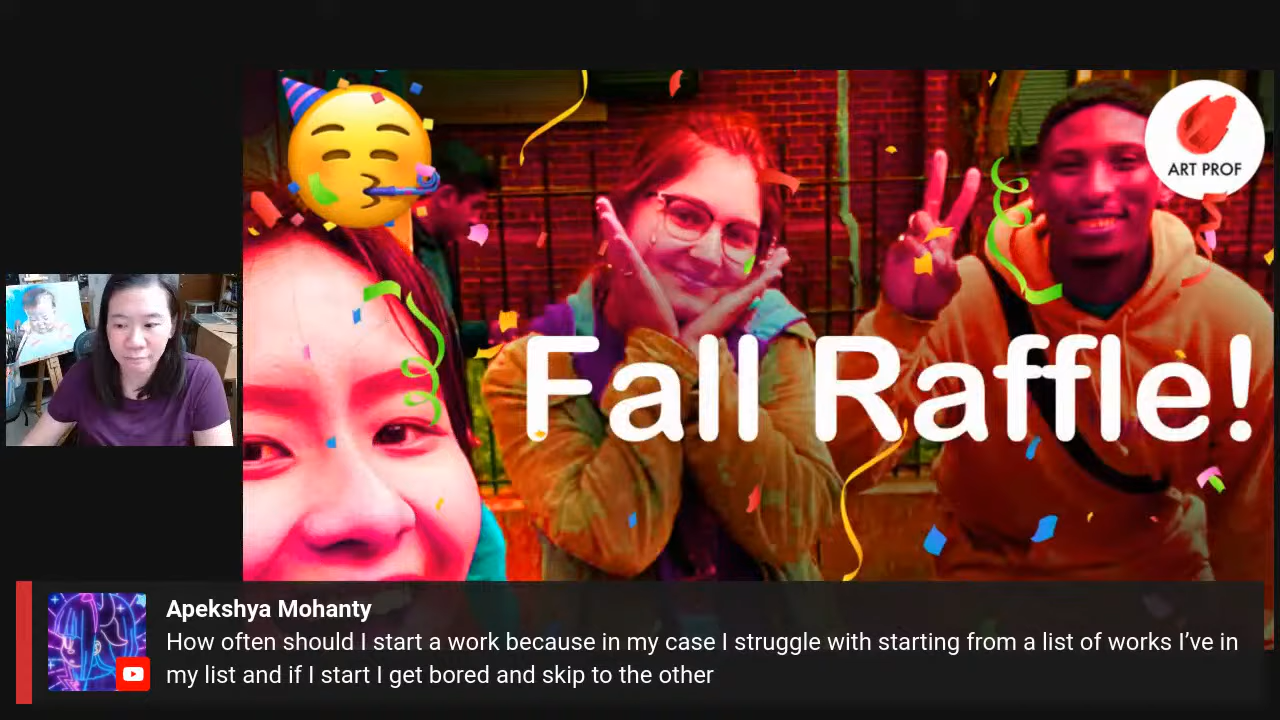 ART PROF
Fall Raffle!
Apekshya Mohanty
How often should I start a work because in my case I struggle with starting from a list of works I’ve in
my list and if I start I get bored and skip to the other